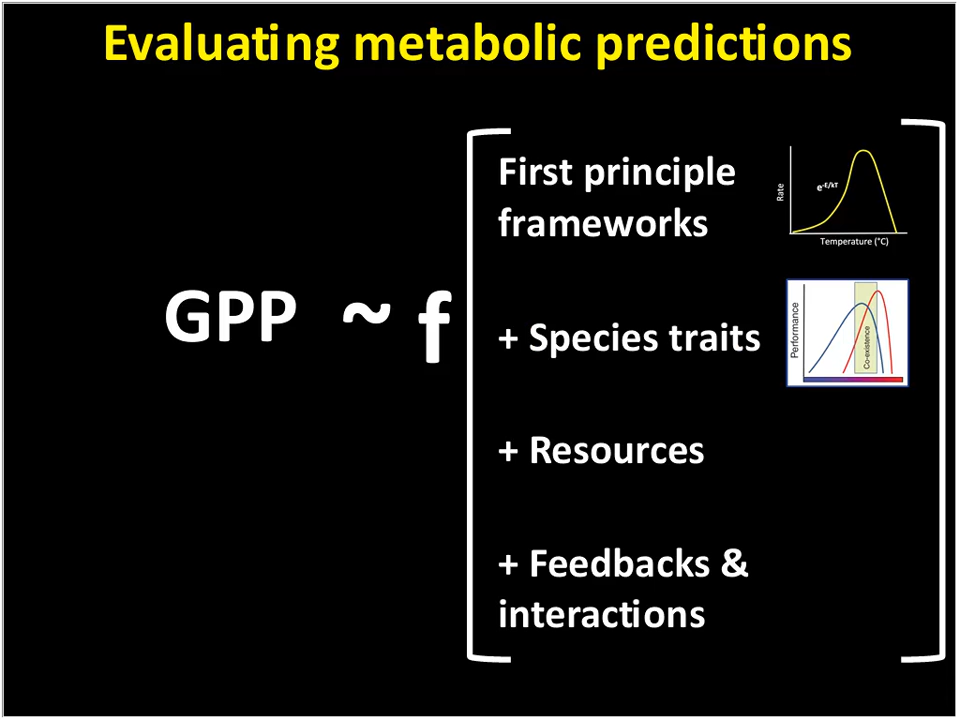 Evaluating metabolic predictions
GPP ~ f
First principle
frameworks
Rate
e-E/kT
Temperature (°C)
+ Species traits
Performance
Co-existence
+ Resources
+ Feedbacks &
interactions